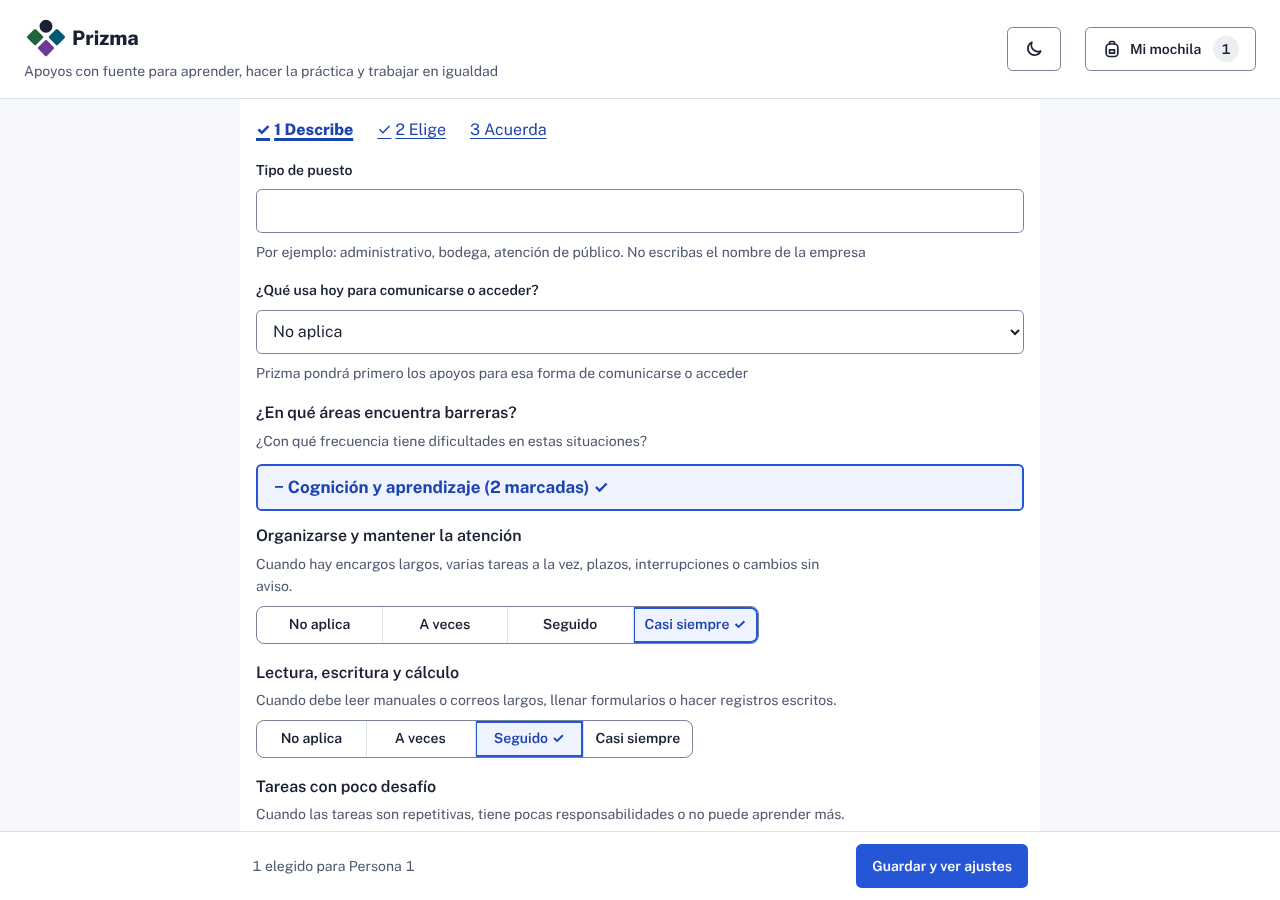 Prizma
Apoyos con fuente para aprender, hacer la práctica y trabajar en igualdad
Mi mochila 1
✓ 1 Describe ✓ 2 Elige 3 Acuerda
Tipo de puesto
Por ejemplo: administrativo, bodega, atención de público. No escribas el nombre de la empresa
¿Qué usa hoy para comunicarse o acceder?
No aplica
Prizma pondrá primero los apoyos para esa forma de comunicarse o acceder
¿En qué áreas encuentra barreras?
¿Con qué frecuencia tiene dificultades en estas situaciones?
− Cognición y aprendizaje (2 marcadas) ✓
Organizarse y mantener la atención
Cuando hay encargos largos, varias tareas a la vez, plazos, interrupciones o cambios sin
aviso.
No aplica A veces Seguido Casi siempre ✓
Lectura, escritura y cálculo
Cuando debe leer manuales o correos largos, llenar formularios o hacer registros escritos.
No aplica A veces Seguido ✓ Casi siempre
Tareas con poco desafío
Cuando las tareas son repetitivas, tiene pocas responsabilidades o no puede aprender más.
1 elegido para Persona 1
Guardar y ver ajustes